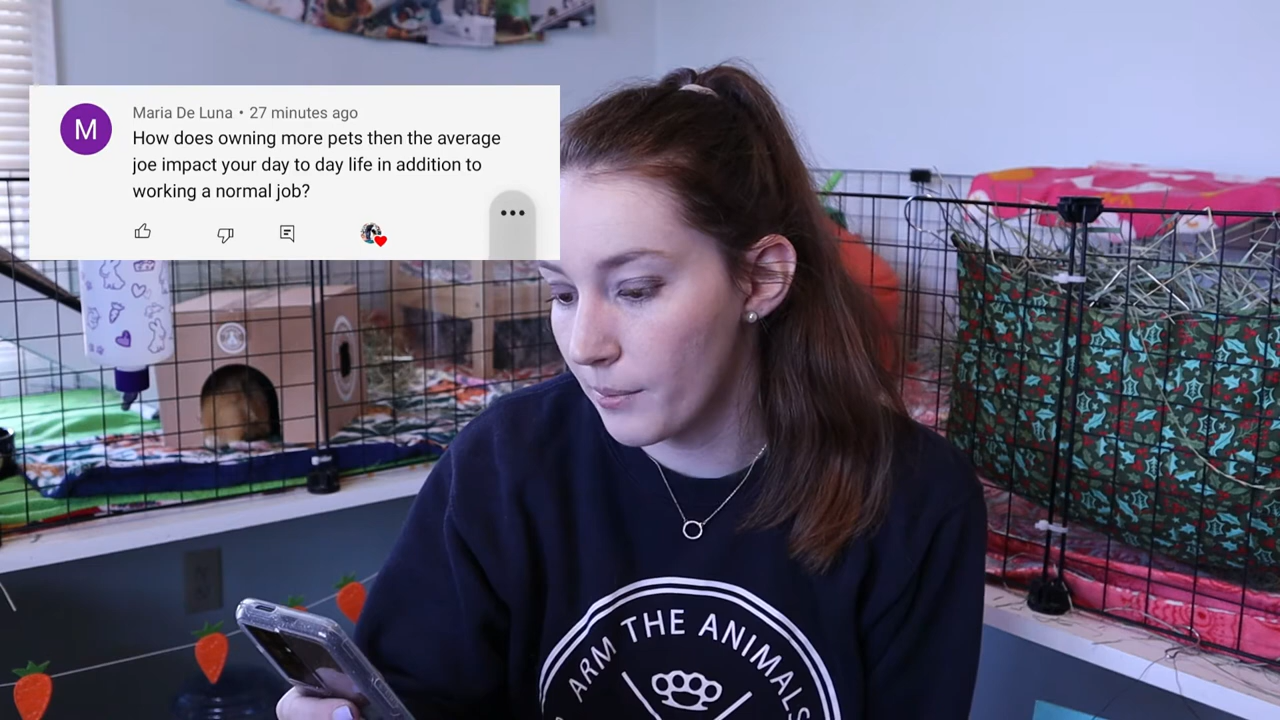 M
Maria De Luna • 27 minutes ago
How does owning more pets then the average
joe impact your day to day life in addition to
working a normal job?
ARM THE ANIMALS